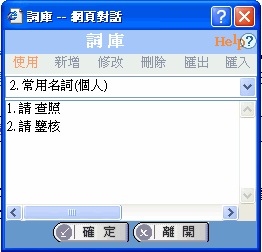 詞庫 -- 網頁對話
詞庫 Help?
使用 新增 修改 刪除 匯出 匯入
2.常用名詞(個人)
1.請 查照
2.請 鑒核
確 定 離 開